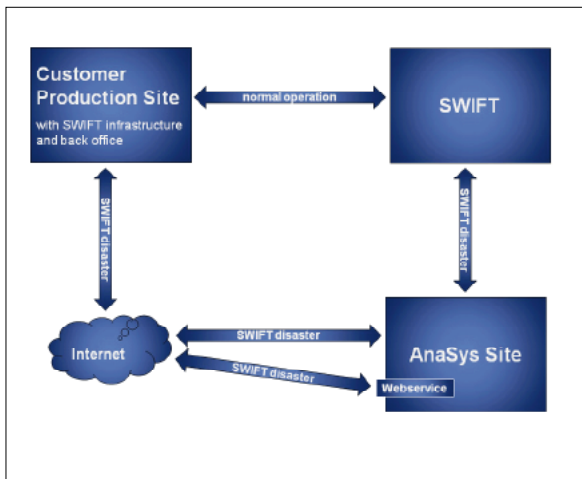 Customer
Production Site
with SWIFT infrastructure
and back office
normal operation
SWIFT
SWIFT disaster
SWIFT disaster
Internet
SWIFT disaster
SWIFT disaster
AnaSys Site
Webservice